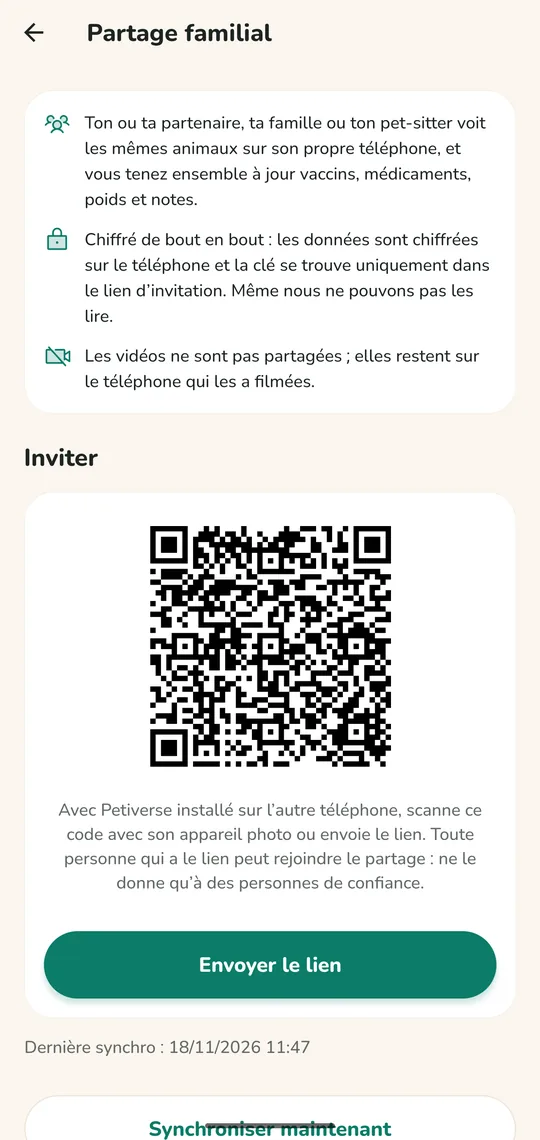 Partage familial
Ton ou ta partenaire, ta famille ou ton pet-sitter voit
les mêmes animaux sur son propre téléphone, et
vous tenez ensemble à jour vaccins, médicaments,
poids et notes.
Chiffré de bout en bout : les données sont chiffrées
sur le téléphone et la clé se trouve uniquement dans
le lien d’invitation. Même nous ne pouvons pas les
lire.
Les vidéos ne sont pas partagées ; elles restent sur
le téléphone qui les a filmées.
Inviter
Avec Petiverse installé sur l’autre téléphone, scanne ce
code avec son appareil photo ou envoie le lien. Toute
personne qui a le lien peut rejoindre le partage : ne le
donne qu’à des personnes de confiance.
Envoyer le lien
Dernière synchro : 18/11/2026 11:47
Synchroniser maintenant